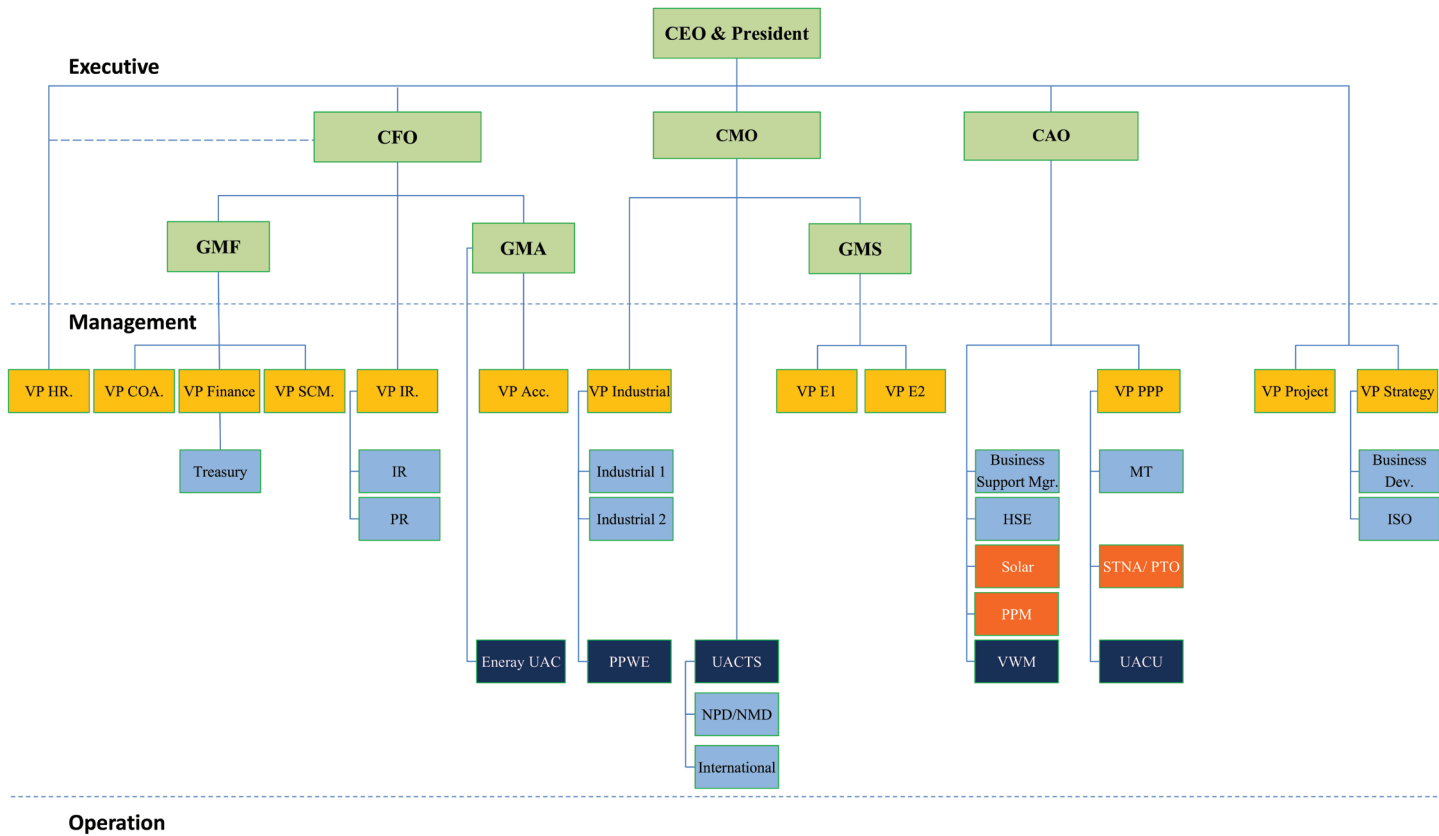 CEO & President
Executive
CFO
CMO
CAO
GMF
GMA
GMS
Management
VP HR.
VP COA.
VP Finance
VP SCM.
VP IR.
VP Acc.
VP Industrial
VP E1
VP E2
VP PPP
VP Project
VP Strategy
Treasury
IR
Industrial 1
Business
Support Mgr.
MT
Business
Dev.
PR
Industrial 2
HSE
ISO
Solar
STNA/ PTO
PPM
Eneray UAC
PPWE
UACTS
VWM
UACU
NPD/NMD
International
Operation